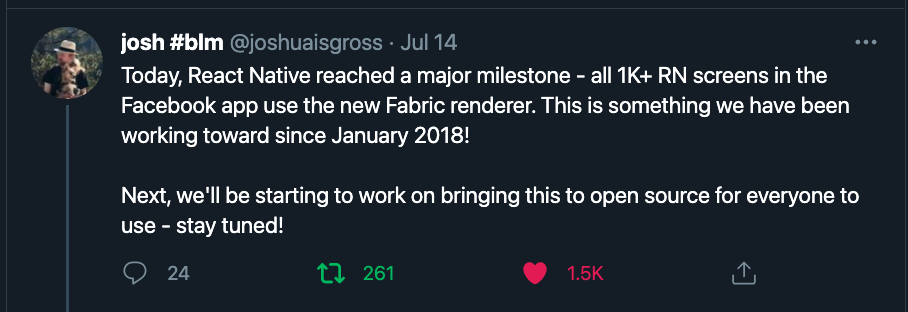 josh #blm @joshuaisgross · Jul 14
Today, React Native reached a major milestone - all 1K+ RN screens in the
Facebook app use the new Fabric renderer. This is something we have been
working toward since January 2018!
Next, we'll be starting to work on bringing this to open source for everyone to
use - stay tuned!
24 261 1.5K